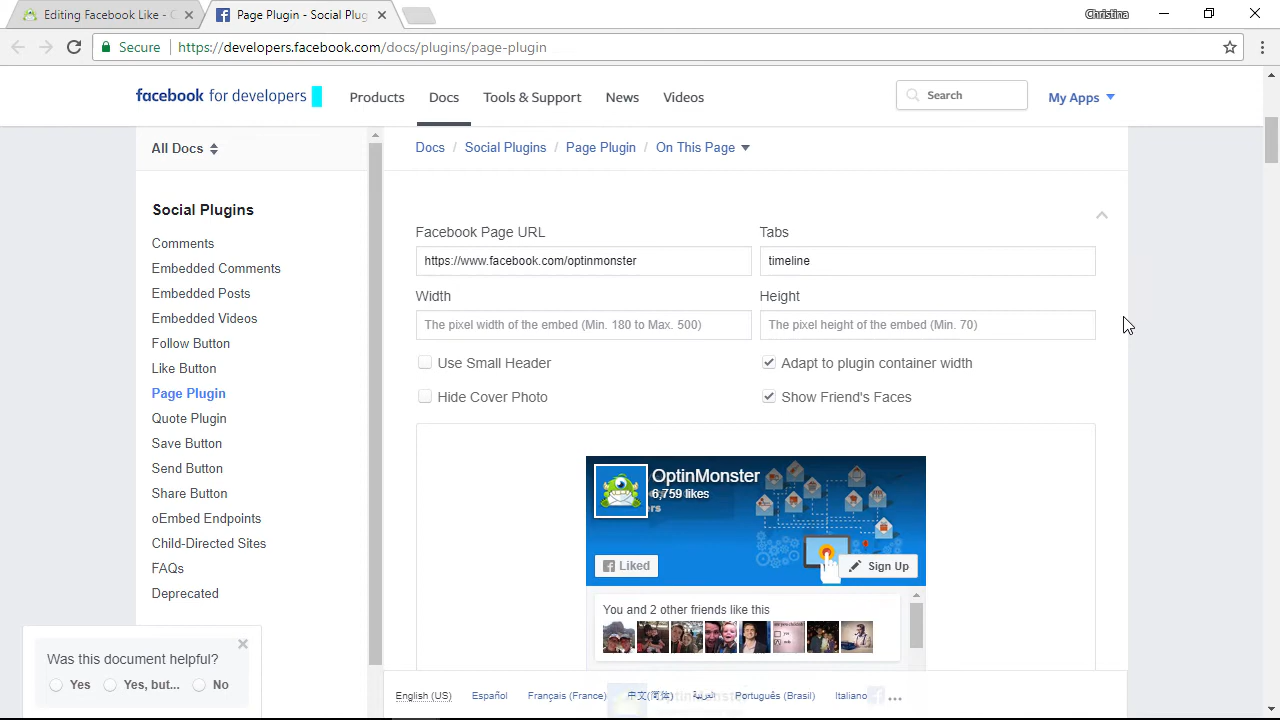 Editing Facebook Like - C
Page Plugin - Social Plug
Christina
Secure
https://developers.facebook.com/docs/plugins/page-plugin
facebook for developers
Products
Docs
Tools & Support
News
Videos
Search
My Apps
All Docs
Docs / Social Plugins / Page Plugin / On This Page
Social Plugins
Comments
Embedded Comments
Embedded Posts
Embedded Videos
Follow Button
Like Button
Page Plugin
Quote Plugin
Save Button
Send Button
Share Button
oEmbed Endpoints
Child-Directed Sites
FAQs
Deprecated
Facebook Page URL
Tabs
https://www.facebook.com/optinmonster
timeline
Width
Height
The pixel width of the embed (Min. 180 to Max. 500)
The pixel height of the embed (Min. 70)
Use Small Header
Adapt to plugin container width
Hide Cover Photo
Show Friend's Faces
OptinMonster
6,759 likes
Liked
Sign Up
You and 2 other friends like this
OptinMonster
Was this document helpful?
Yes
Yes, but...
No
English (US)
Español
Français (France)
中文(简体)
العربية
Português (Brasil)
Italiano
...